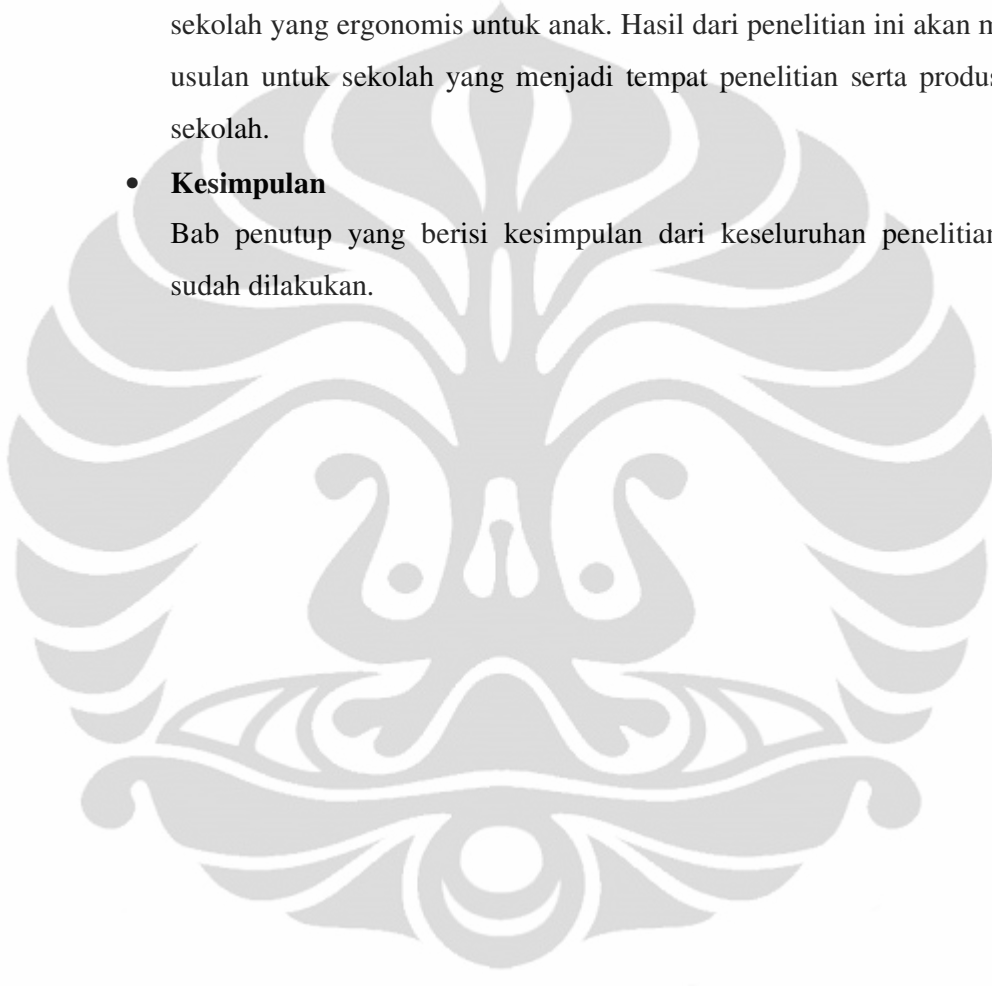 sekolah yang ergonomis untuk anak. Hasil dari penelitian ini akan
usulan untuk sekolah yang menjadi tempat penelitian serta
sekolah.
• Kesimpulan
Bab penutup yang berisi kesimpulan dari keseluruhan penelitian
sudah dilakukan.